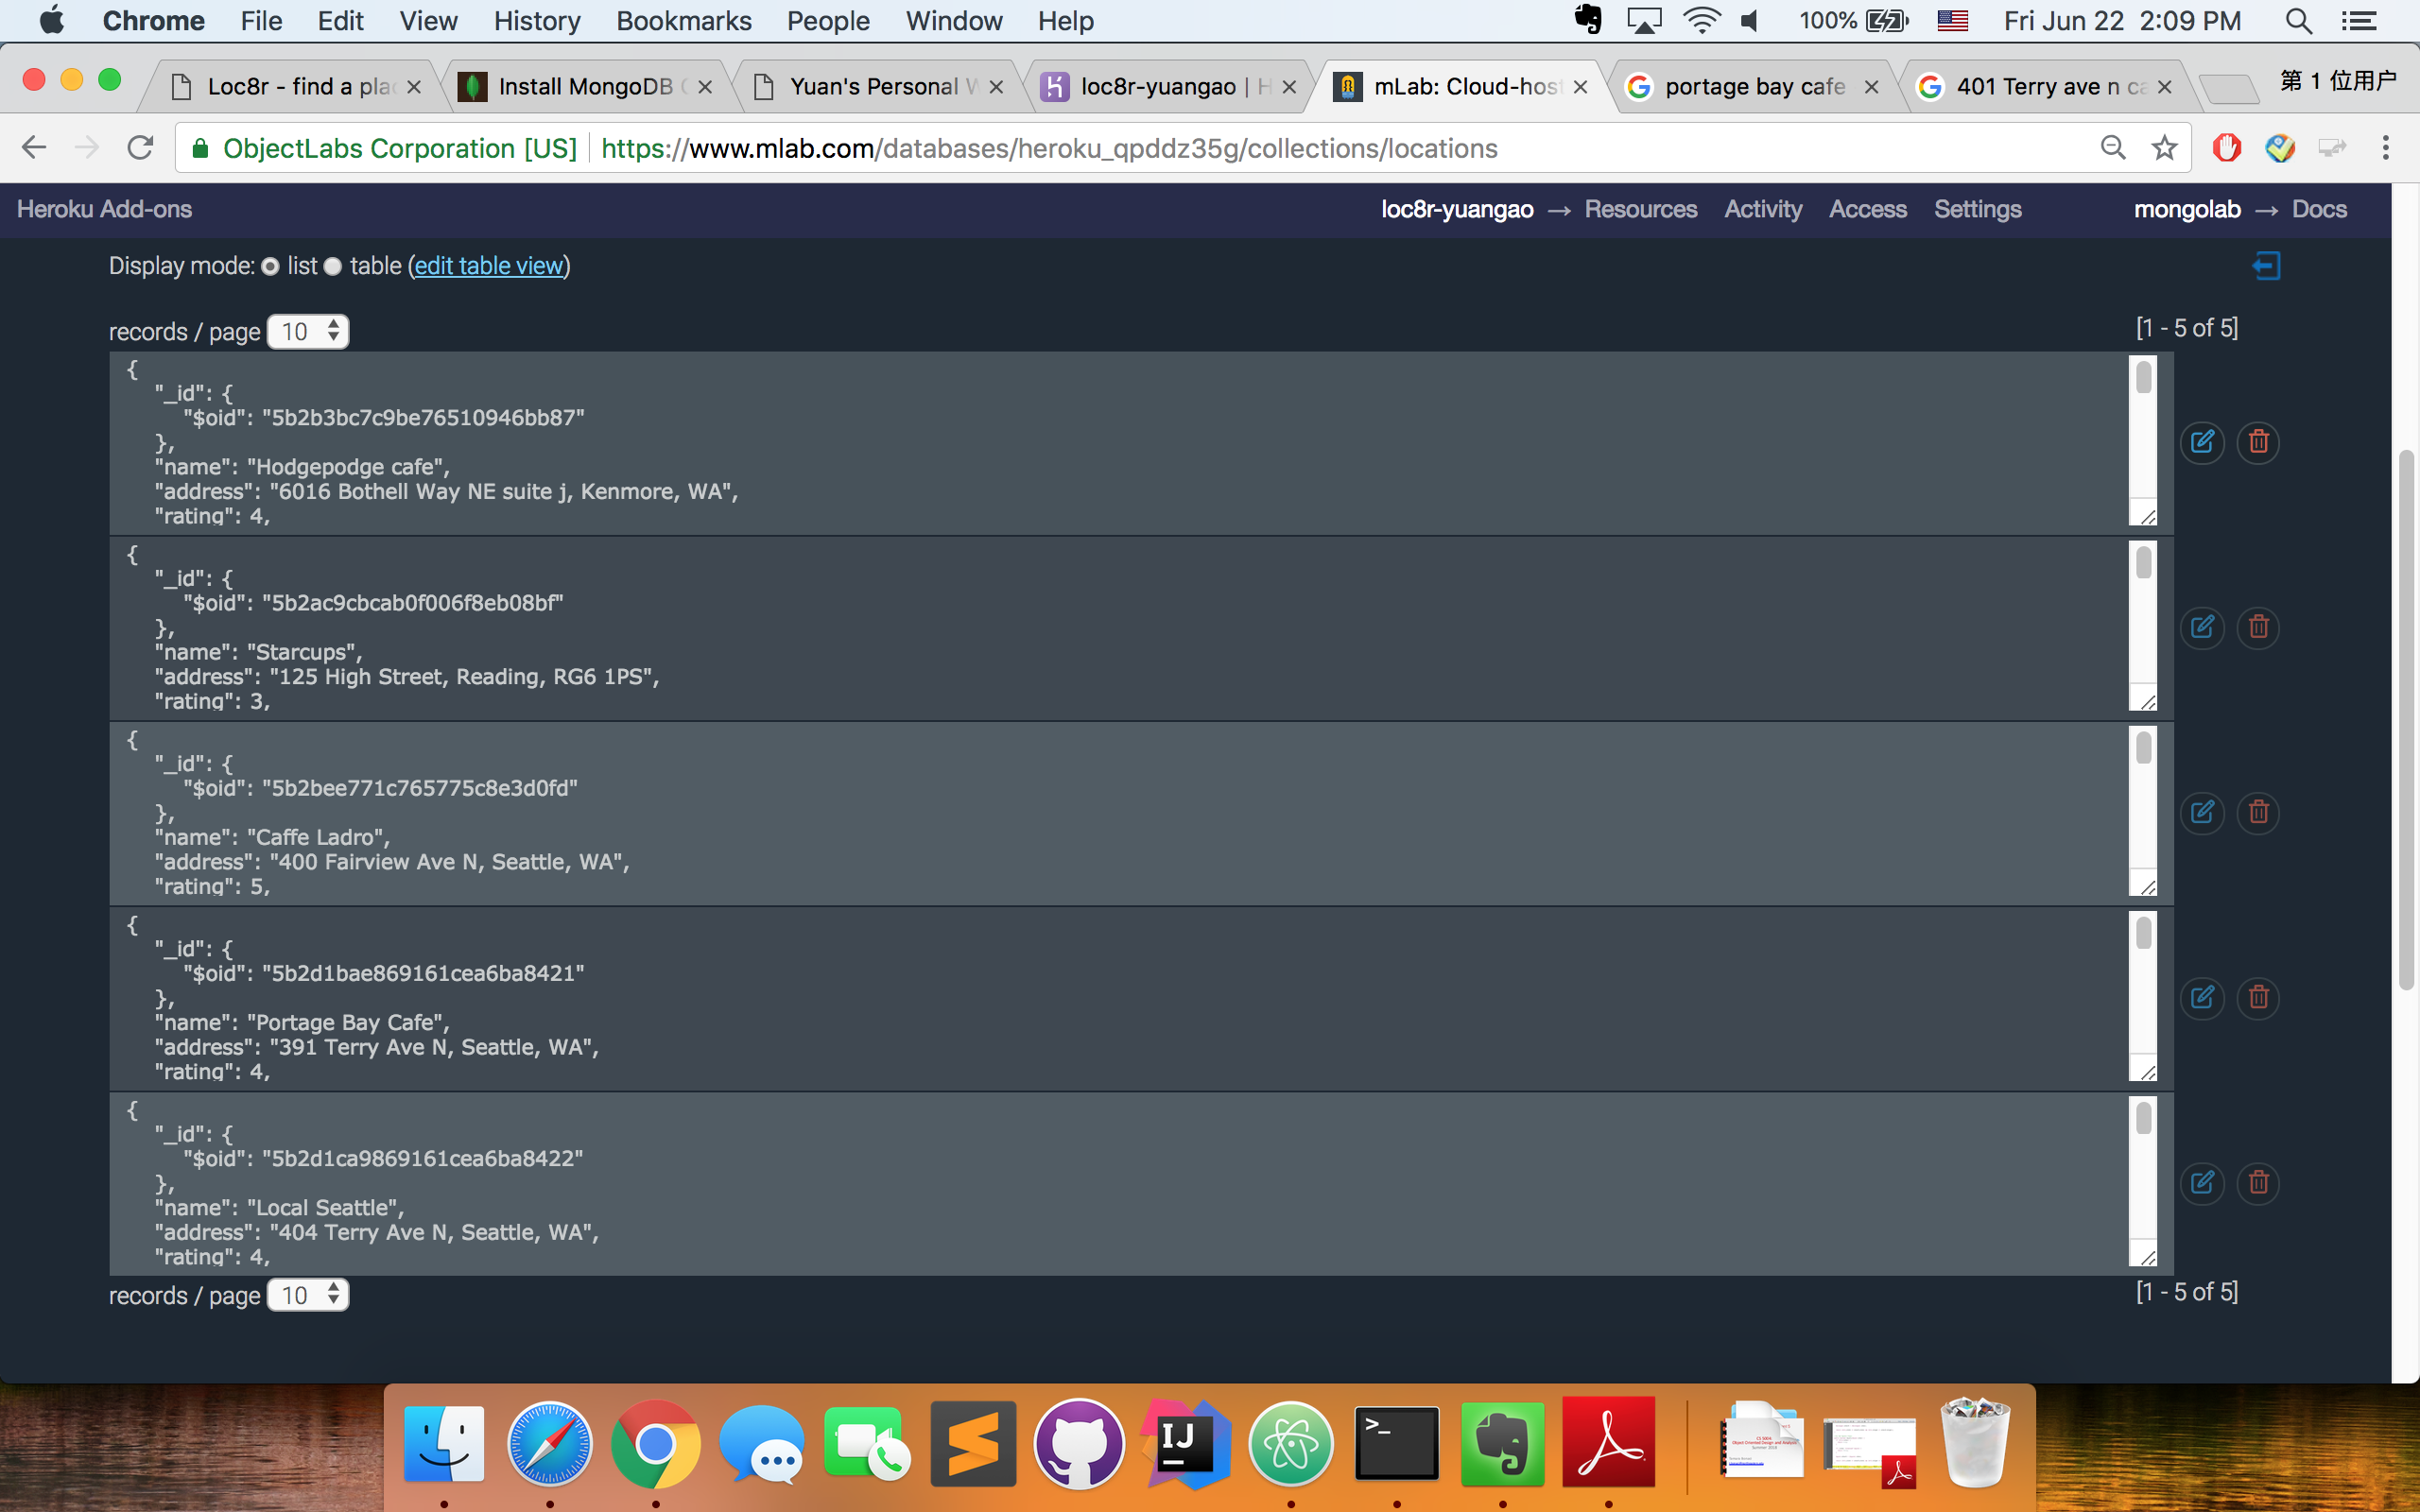 Chrome File Edit View History Bookmarks People Window Help 100% Fri Jun 22 2:09 PM
Loc8r - find a plac Install MongoDB C Yuan's Personal W loc8r-yuangao | H mLab: Cloud-host portage bay cafe 401 Terry ave n ca 第 1 位用户
ObjectLabs Corporation [US] https://www.mlab.com/databases/heroku_qpddz35g/collections/locations
Heroku Add-ons loc8r-yuangao → Resources Activity Access Settings mongolab → Docs
Display mode: list table (edit table view)
records / page 10 [1 - 5 of 5]
{
"_id": {
"$oid": "5b2b3bc7c9be76510946bb87"
},
"name": "Hodgepodge cafe",
"address": "6016 Bothell Way NE suite j, Kenmore, WA",
"rating": 4,
{
"_id": {
"$oid": "5b2ac9cbcab0f006f8eb08bf"
},
"name": "Starcups",
"address": "125 High Street, Reading, RG6 1PS",
"rating": 3,
{
"_id": {
"$oid": "5b2bee771c765775c8e3d0fd"
},
"name": "Caffe Ladro",
"address": "400 Fairview Ave N, Seattle, WA",
"rating": 5,
{
"_id": {
"$oid": "5b2d1bae869161cea6ba8421"
},
"name": "Portage Bay Cafe",
"address": "391 Terry Ave N, Seattle, WA",
"rating": 4,
{
"_id": {
"$oid": "5b2d1ca9869161cea6ba8422"
},
"name": "Local Seattle",
"address": "404 Terry Ave N, Seattle, WA",
"rating": 4,
records / page 10 [1 - 5 of 5]
IJ
>_